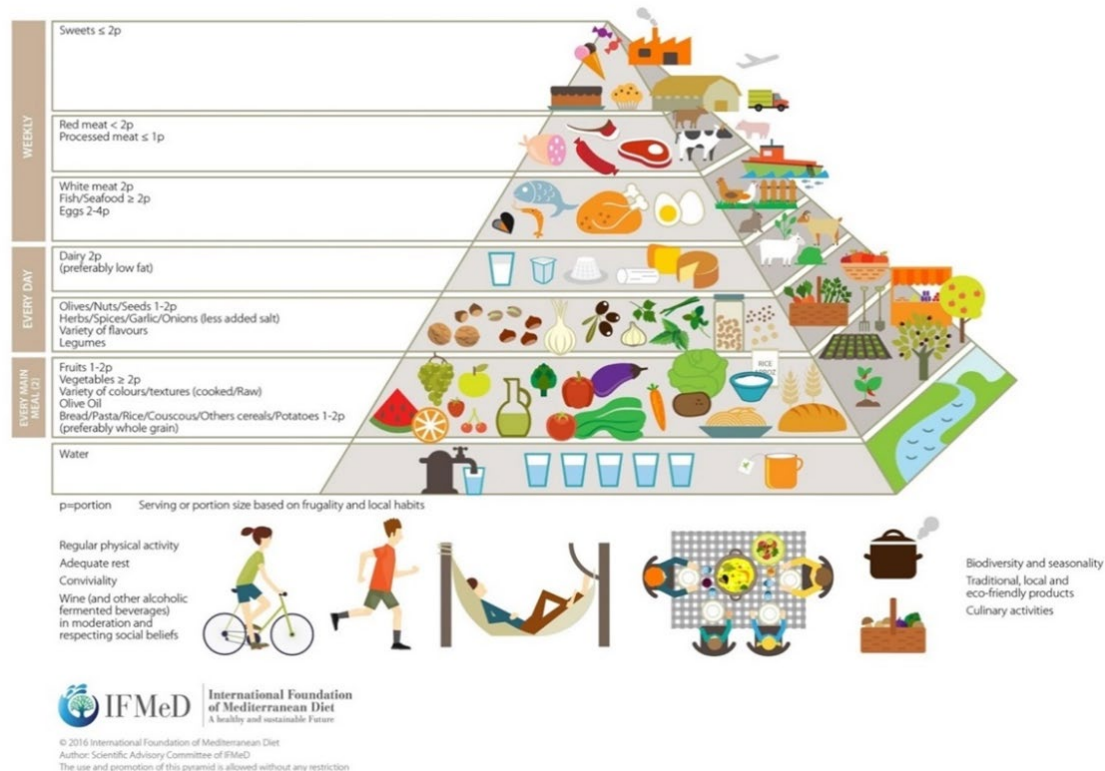 WEEKLY
Sweets ≤ 2p
Red meat < 2p
Processed meat ≤ 1p
White meat 2p
Fish/Seafood ≥ 2p
Eggs 2-4p
EVERY DAY
Dairy 2p
(preferably low fat)
Olives/Nuts/Seeds 1-2p
Herbs/Spices/Garlic/Onions (less added salt)
Variety of flavours
Legumes
EVERY MAIN
MEAL (2)
Fruits 1-2p
Vegetables ≥ 2p
Variety of colours/textures (cooked/Raw)
Olive Oil
Bread/Pasta/Rice/Couscous/Others cereals/Potatoes 1-2p
(preferably whole grain)
RICE
Water
p=portion Serving or portion size based on frugality and local habits
Regular physical activity
Adequate rest
Conviviality
Wine (and other alcoholic
fermented beverages)
in moderation and
respecting social beliefs
Biodiversity and seasonality
Traditional, local and
eco-friendly products
Culinary activities
IFMeD
International Foundation
of Mediterranean Diet
A healthy and sustainable Future
© 2016 International Foundation of Mediterranean Diet
Author: Scientific Advisory Committee of IFMeD
The use and promotion of this pyramid is allowed without any restriction